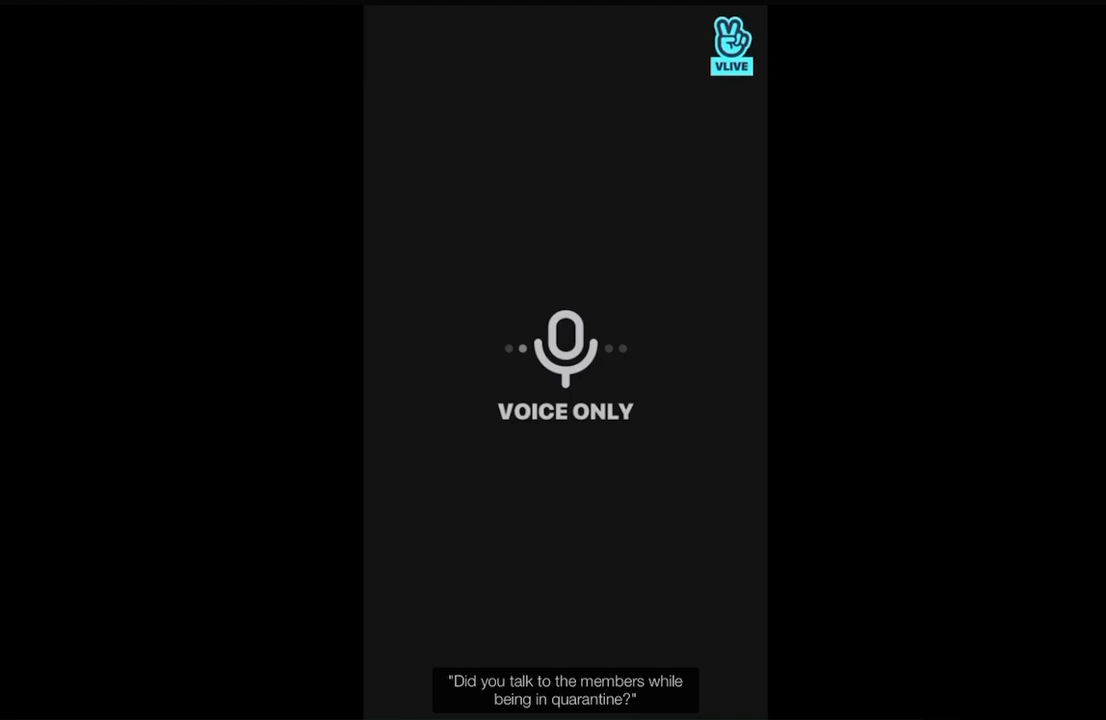 VLIVE
VOICE ONLY
"Did you talk to the members while
being in quarantine?"